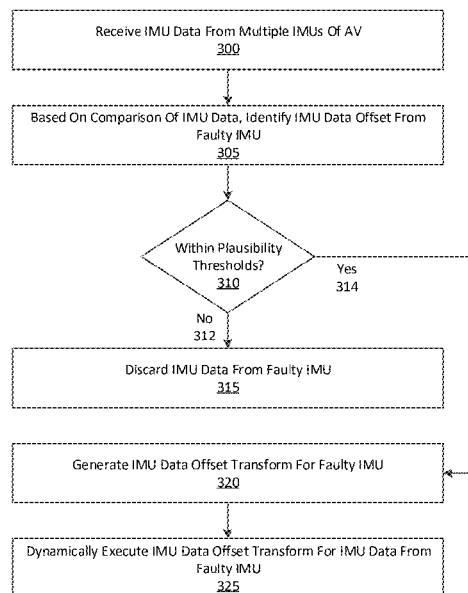 Receive IMU Data From Multiple IMUs Of AV
300
Based On Comparison Of IMU Data, Identify IMU Data Offset From
Faulty IMU
305
Within Plausibility
Thresholds?
310
Yes
314
No
312
Discard IMU Data From Faulty IMU
315
Generate IMU Data Offset Transform For Faulty IMU
320
Dynamically Execute IMU Data Offset Transform For IMU Data From
Faulty IMU
325